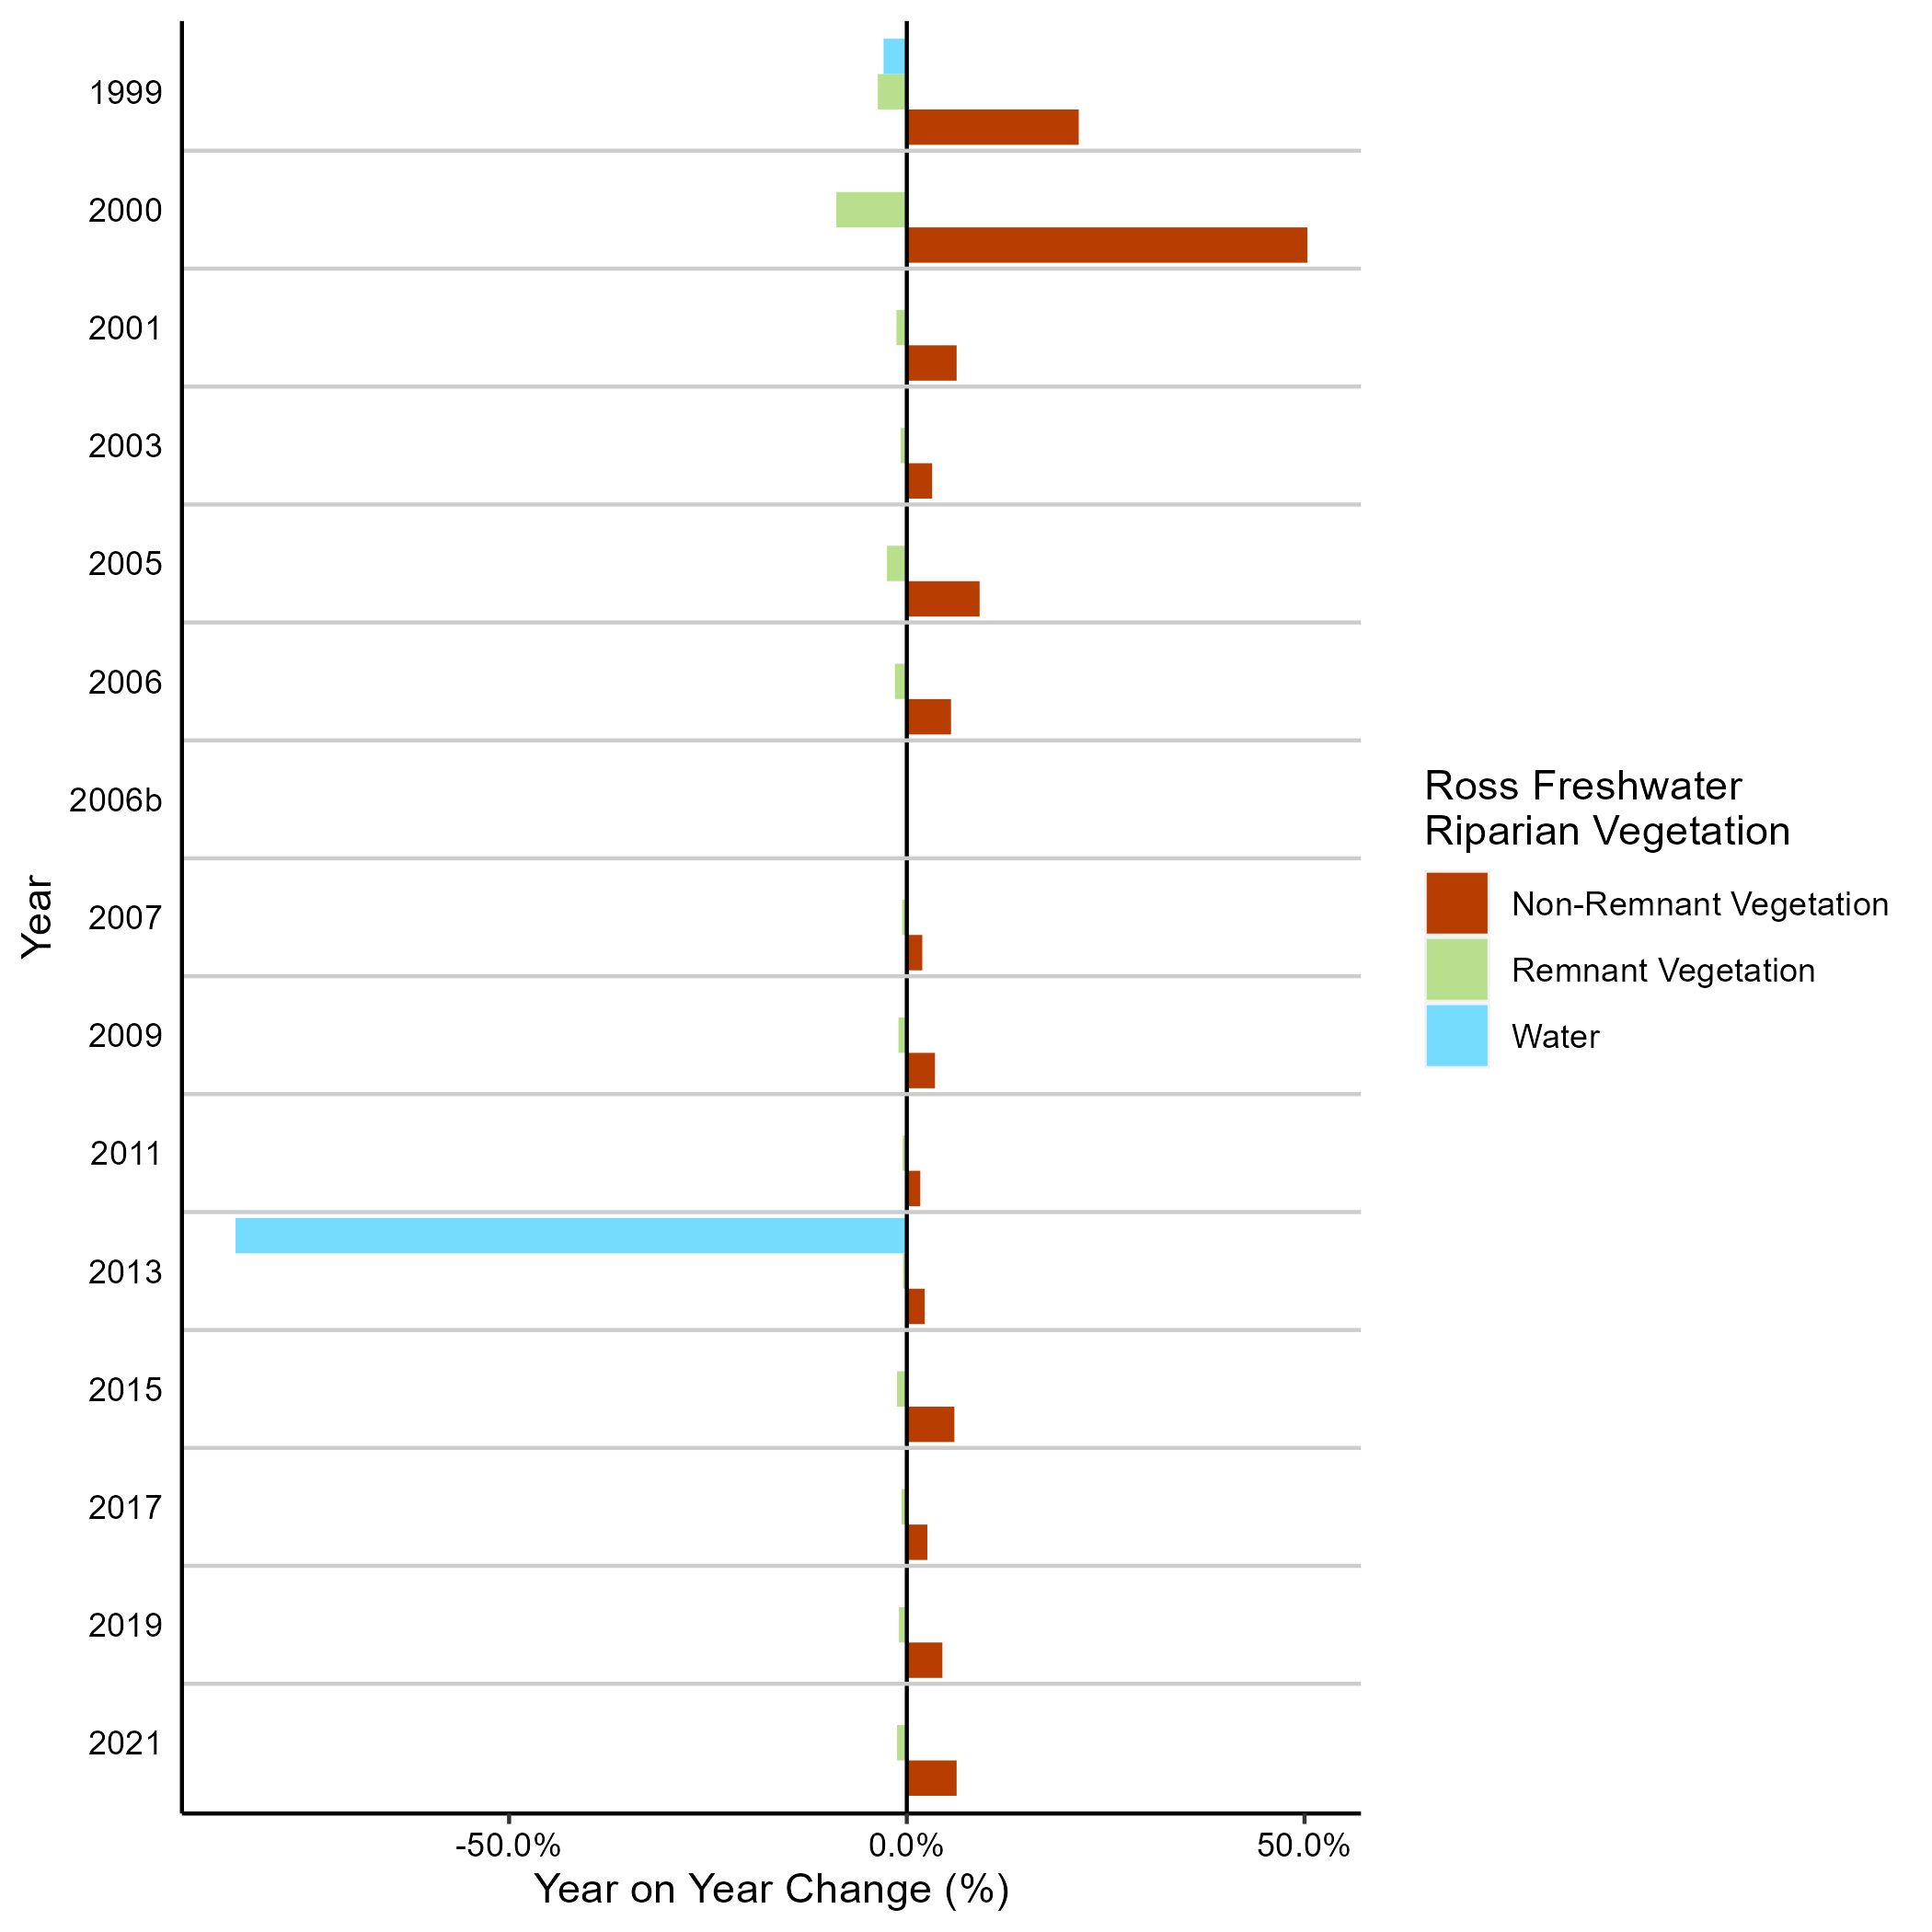 1999
2000
2001
2003
2005
2006
2006b
2007
2009
2011
2013
2015
2017
2019
2021
Year
-50.0%
0.0%
50.0%
Year on Year Change (%)
Ross Freshwater
Riparian Vegetation
Non-Remnant Vegetation
Remnant Vegetation
Water